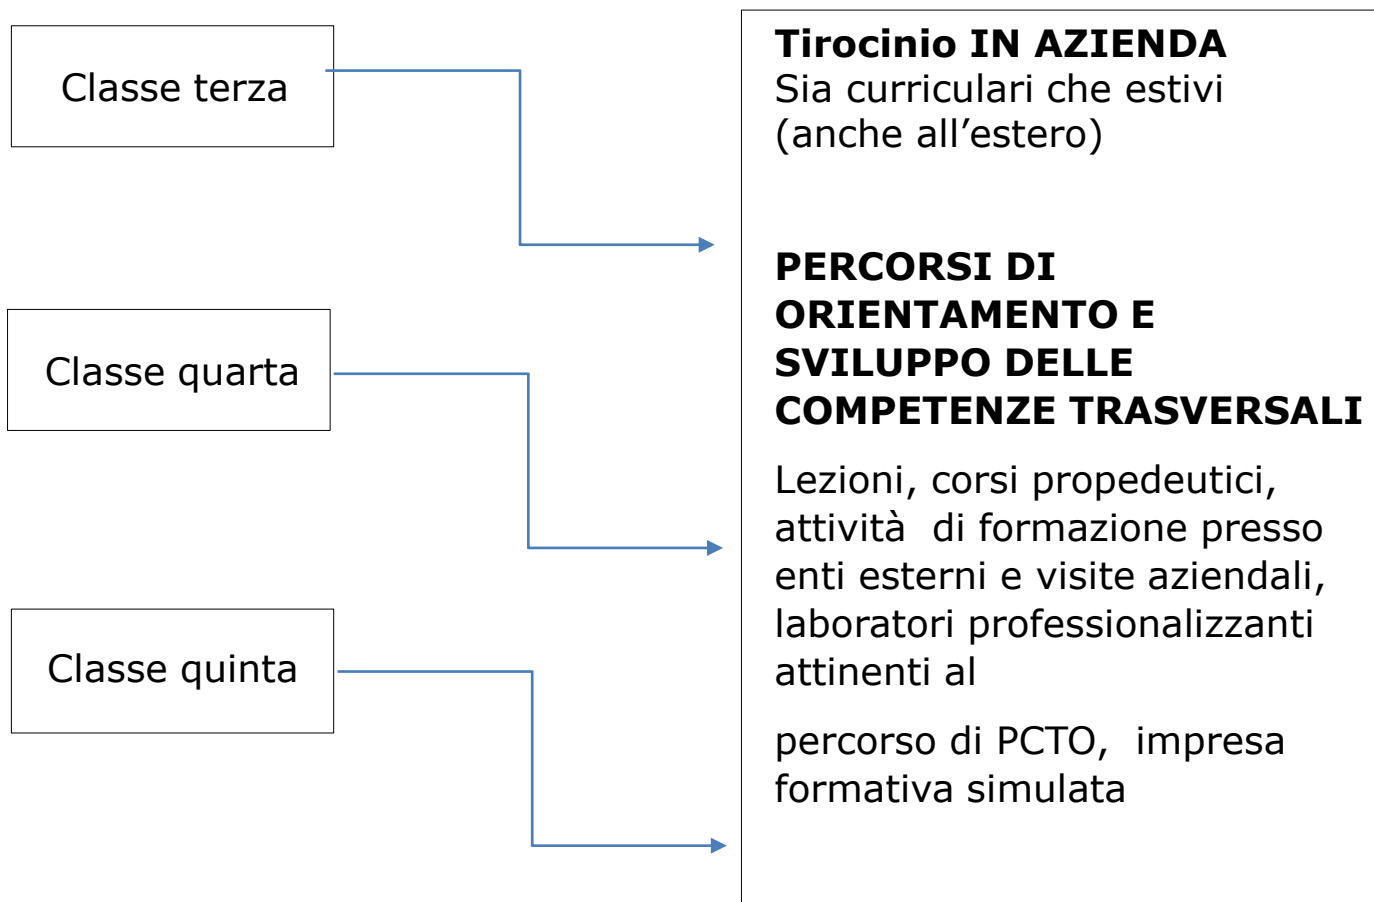 Classe terza
Classe quarta
Classe quinta
Tirocinio IN AZIENDA
Sia curriculari che estivi
(anche all’estero)
PERCORSI DI
ORIENTAMENTO E
SVILUPPO DELLE
COMPETENZE TRASVERSALI
Lezioni, corsi propedeutici,
attività  di formazione presso
enti esterni e visite aziendali,
laboratori professionalizzanti
attinenti al
percorso di PCTO,  impresa
formativa simulata